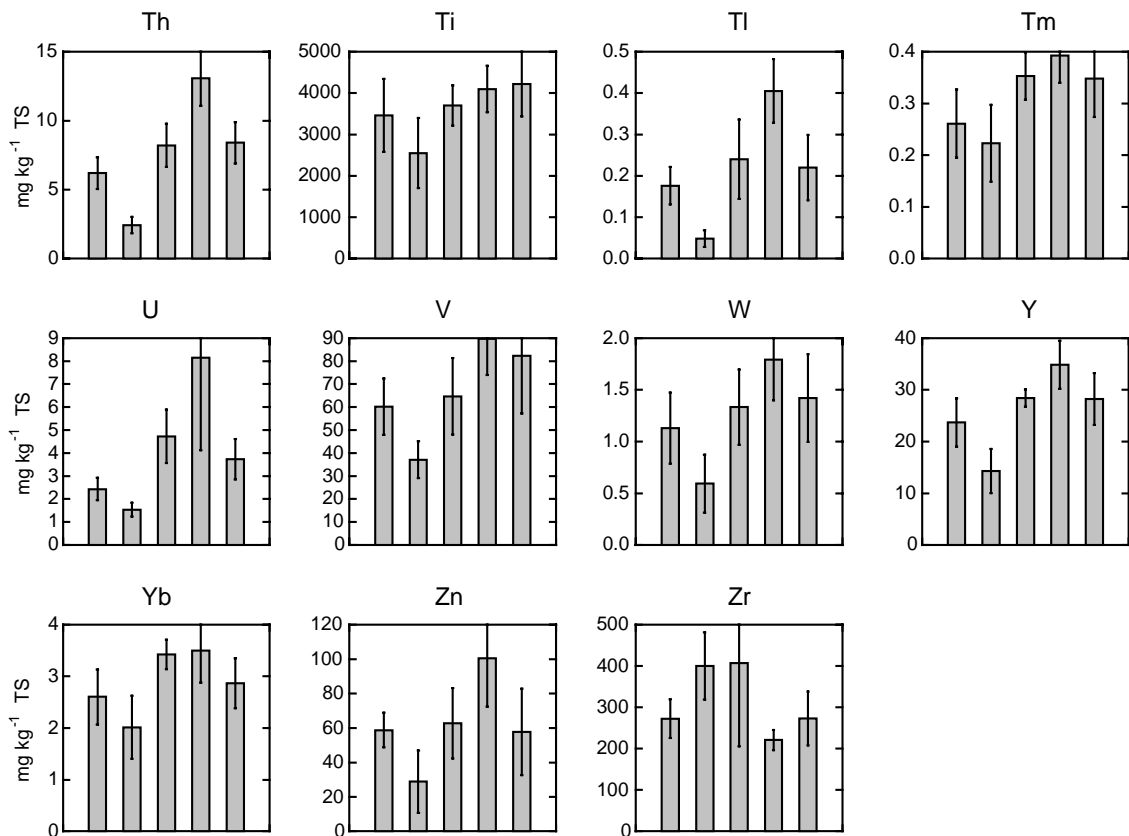 Th Ti Tl Tm
15 5000 0.5 0.4
4000 0.4
10 0.3
3000 0.3
0.2
2000 0.2
5
1000 0.1 0.1
0 0 0.0 0.0
mg kg⁻¹ TS
U V W Y
9 90 2.0 40
8 80
7 70 1.5 30
6 60
5 50 1.0 20
4 40
3 30
2 20 0.5 10
1 10
0 0 0.0 0
mg kg⁻¹ TS
Yb Zn Zr
4 120 500
100 400
3
80 300
2 60
200
40
1
20 100
0 0 0
mg kg⁻¹ TS